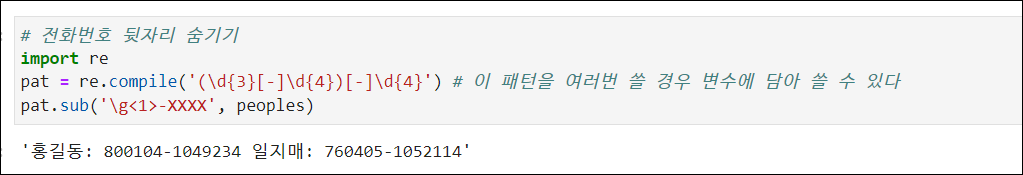 # 전화번호 뒷자리 숨기기
import re
pat = re.compile('(\d{3}[-]\d{4})[-]\d{4}') # 이 패턴을 여러번 쓸 경우 변수에 담아 쓸 수 있다
pat.sub('\g<1>-XXXX', peoples)
'홍길동: 800104-1049234 일지매: 760405-1052114'